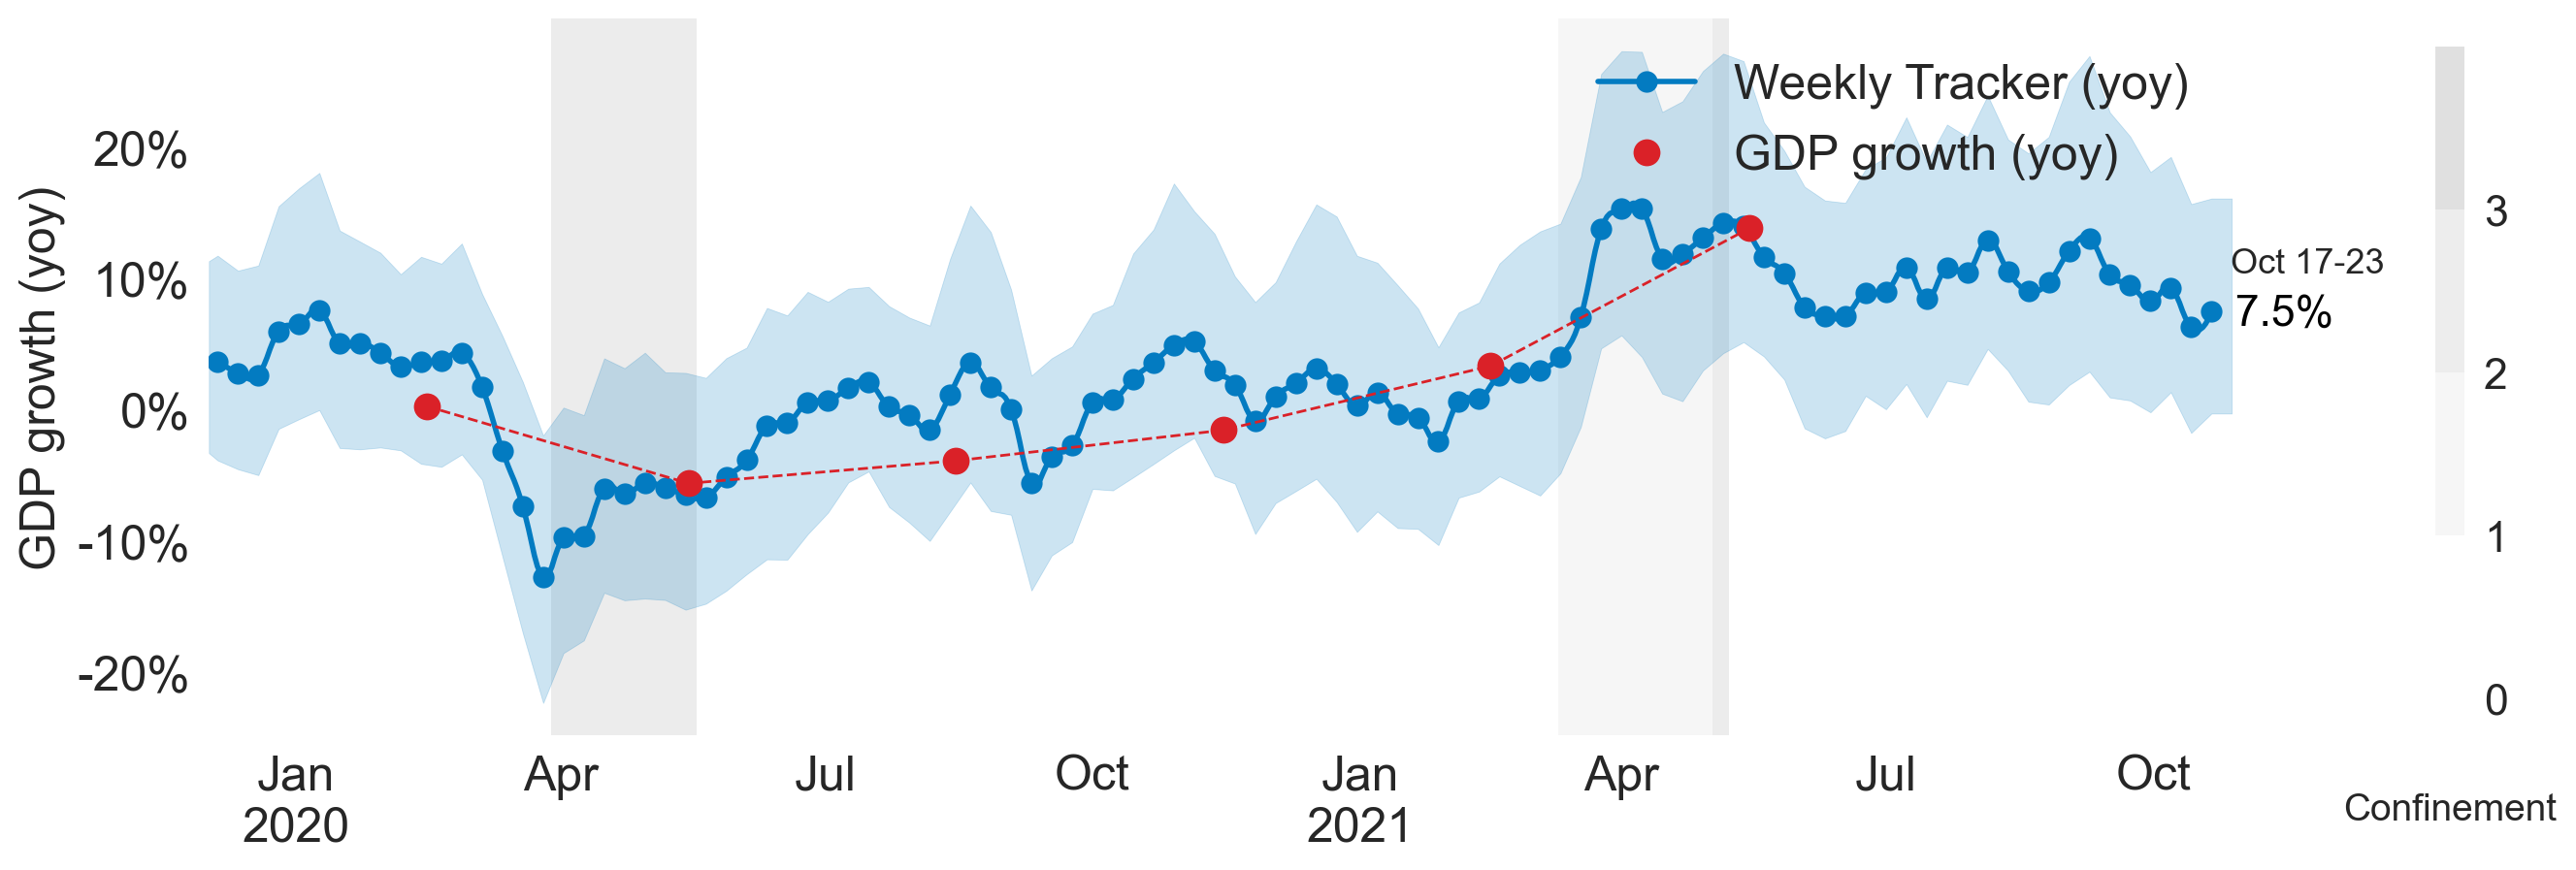 Weekly Tracker (yoy)
GDP growth (yoy)
GDP growth (yoy)
20%
10%
0%
-10%
-20%
Oct 17-23
7.5%
3
2
1
0
Jan Apr Jul Oct Jan Apr Jul Oct
2020 2021
Confinement